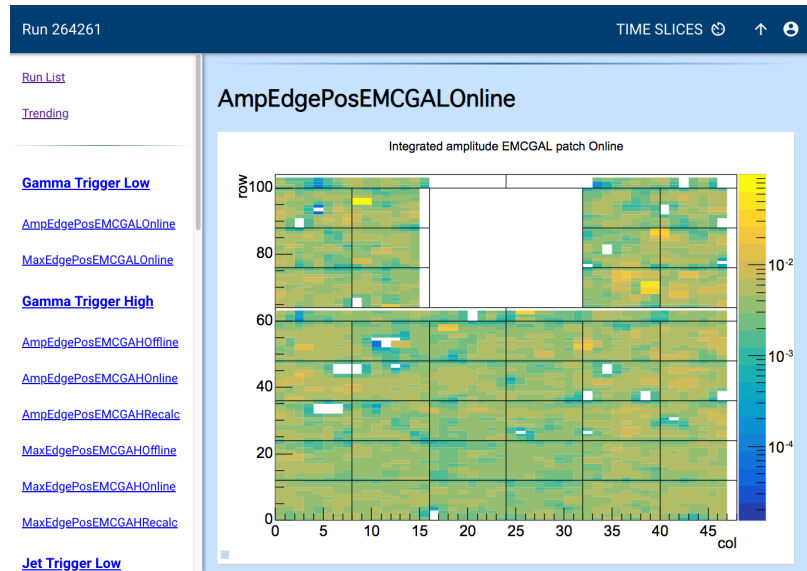 Run 264261
TIME SLICES
Run List
Trending
Gamma Trigger Low
AmpEdgePosEMCGALOnline
MaxEdgePosEMCGALOnline
Gamma Trigger High
AmpEdgePosEMCGAHOffline
AmpEdgePosEMCGAHOnline
AmpEdgePosEMCGAHRecalc
MaxEdgePosEMCGAHOffline
MaxEdgePosEMCGAHOnline
MaxEdgePosEMCGAHRecalc
Jet Trigger Low
AmpEdgePosEMCGALOnline
Integrated amplitude EMCGAL patch Online
row
100
80
60
40
20
0
0 5 10 15 20 25 30 35 40 45
col
10⁻²
10⁻³
10⁻⁴